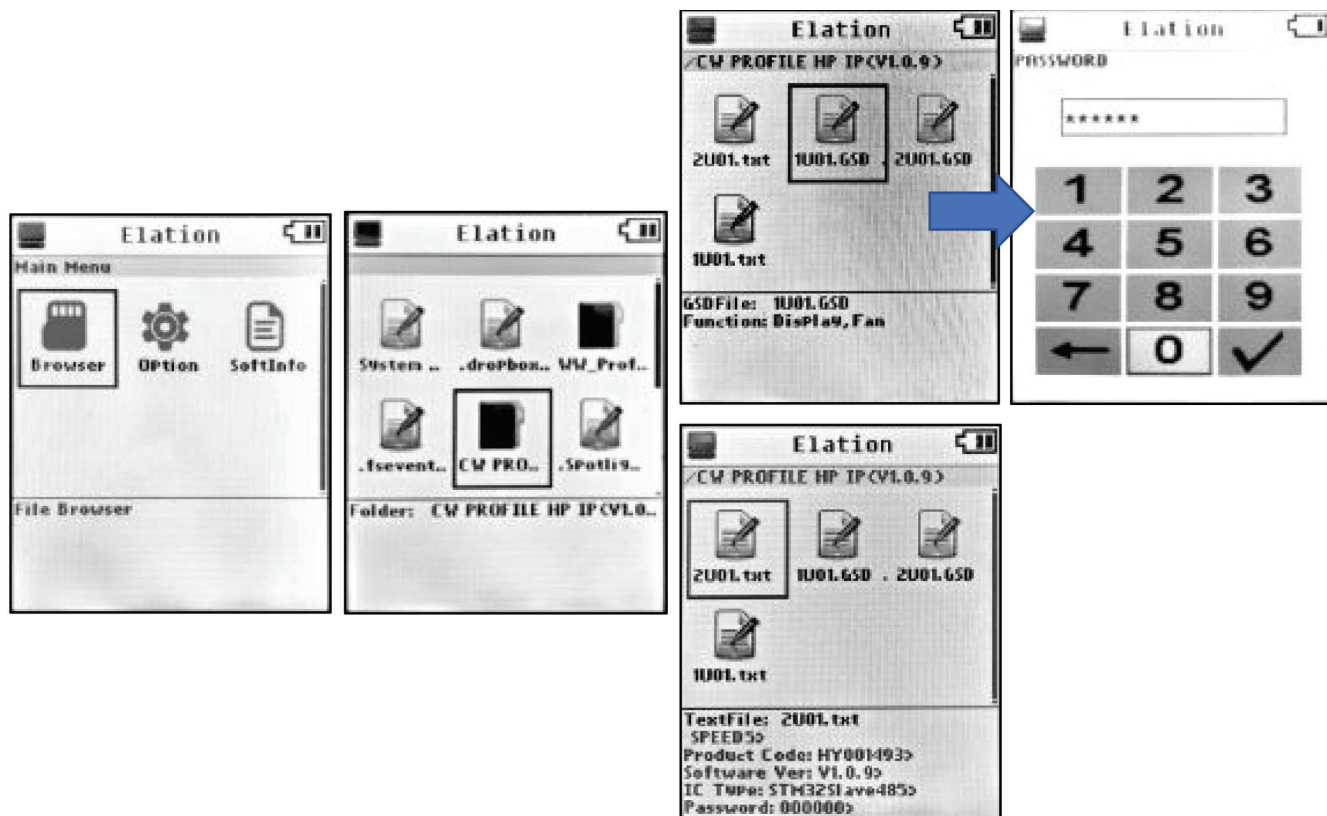 Elation
Main Menu
Browser
Option
SoftInfo
File Browser
Elation
System ..
.dropbox..
WW_Prof..
.fsevent..
CW PRO..
.Spotlig..
Folder: CW PROFILE HP IP(V1.0..
Elation
/CW PROFILE HP IP(V1.0.9)
2U01.txt
1U01.GSD .
2U01.GSD
1U01.txt
GSDFile: 1U01.GSD
Function: Display, Fan
Elation
PASSWORD
******
1 2 3
4 5 6
7 8 9
0
Elation
/CW PROFILE HP IP(V1.0.9)
2U01.txt
1U01.GSD .
2U01.GSD
1U01.txt
TextFile: 2U01.txt
SPEED5>
Product Code: HY001493>
Software Ver: V1.0.9>
IC Type: STM32Slave485>
Password: 000000>